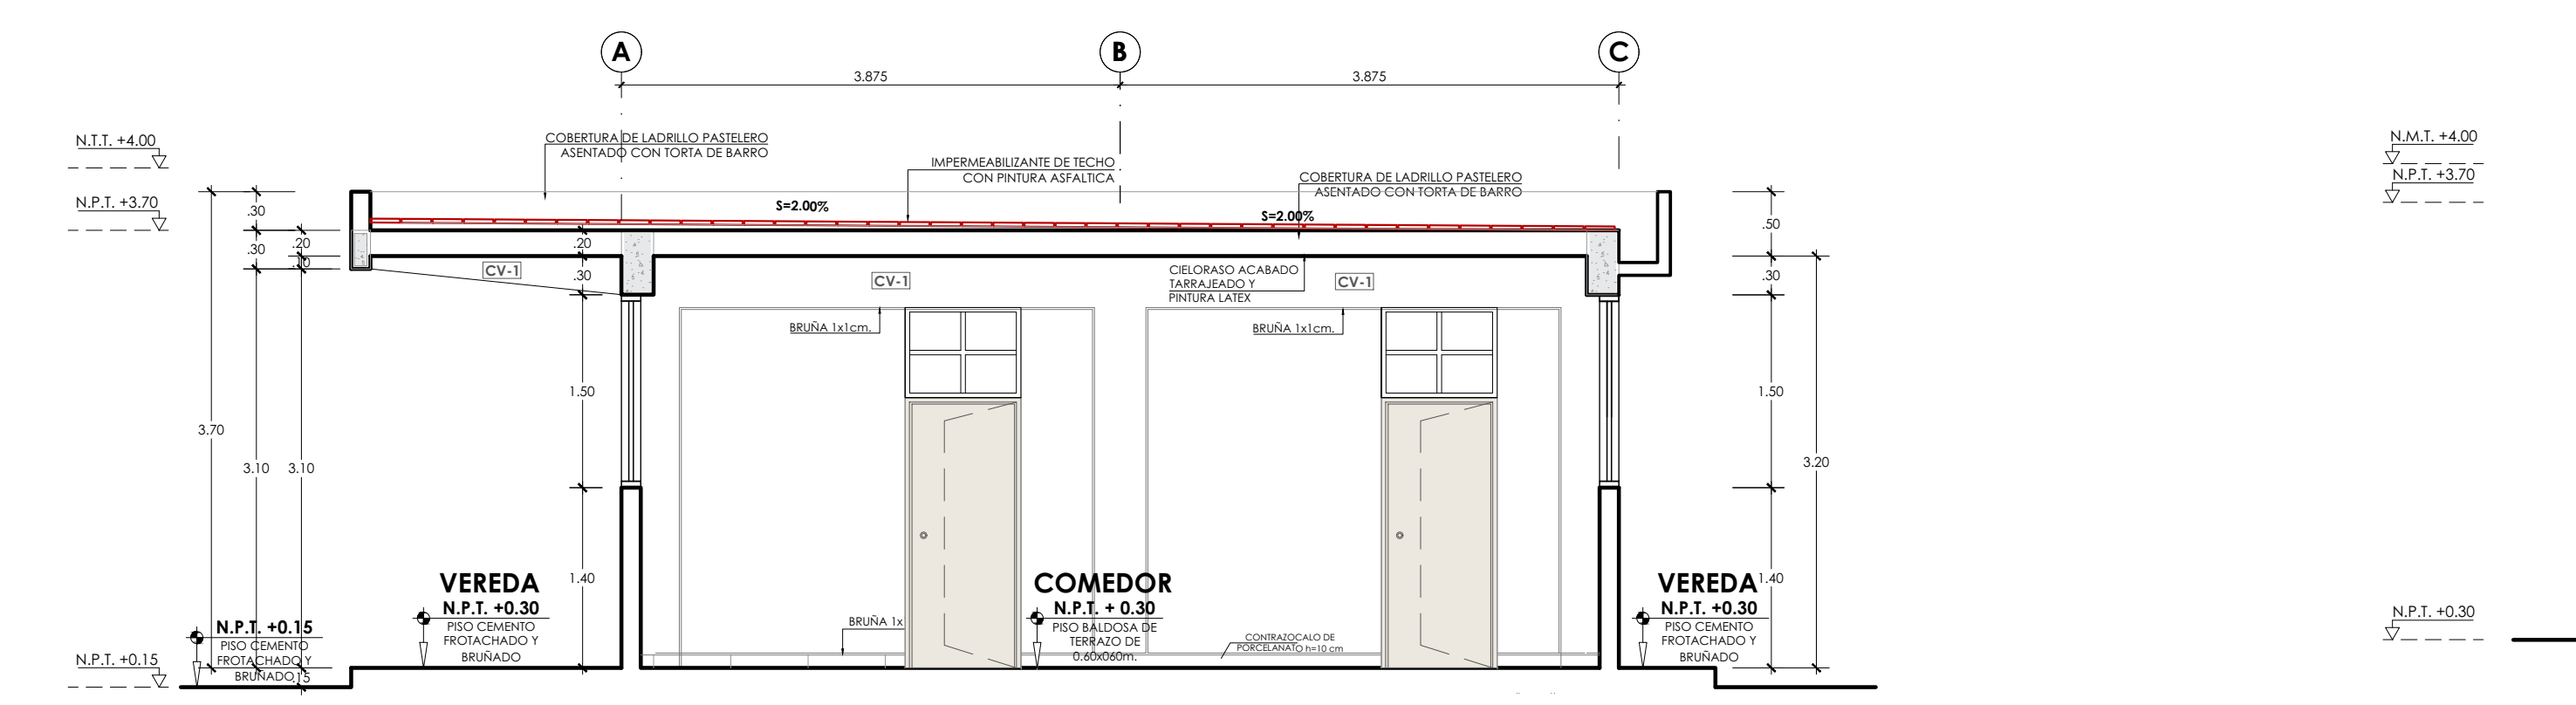 A
B
C
3.875
3.875
N.T.T. +4.00
N.M.T. +4.00
COBERTURA DE LADRILLO PASTELERO
ASENTADO CON TORTA DE BARRO
IMPERMEABILIZANTE DE TECHO
CON PINTURA ASFALTICA
COBERTURA DE LADRILLO PASTELERO
ASENTADO CON TORTA DE BARRO
N.P.T. +3.70
N.P.T. +3.70
S=2.00%
S=2.00%
.30
.30
.20
.10
.20
.30
.50
.30
CV-1
CV-1
CV-1
CIELORASO ACABADO
TARRAJEADO Y
PINTURA LATEX
BRUÑA 1x1cm.
BRUÑA 1x1cm.
1.50
1.50
3.70
3.10
3.10
3.20
1.40
1.40
VEREDA
N.P.T. +0.30
PISO CEMENTO
FROTACHADO Y
BRUÑADO
COMEDOR
N.P.T. + 0.30
PISO BALDOSA DE
TERRAZO DE
0.60x060m.
VEREDA
N.P.T. +0.30
PISO CEMENTO
FROTACHADO Y
BRUÑADO
N.P.T. +0.15
PISO CEMENTO
FROTACHADO Y
BRUÑADO
.15
BRUÑA 1x
CONTRAZOCALO DE
PORCELANATO h=10 cm
N.P.T. +0.15
N.P.T. +0.30